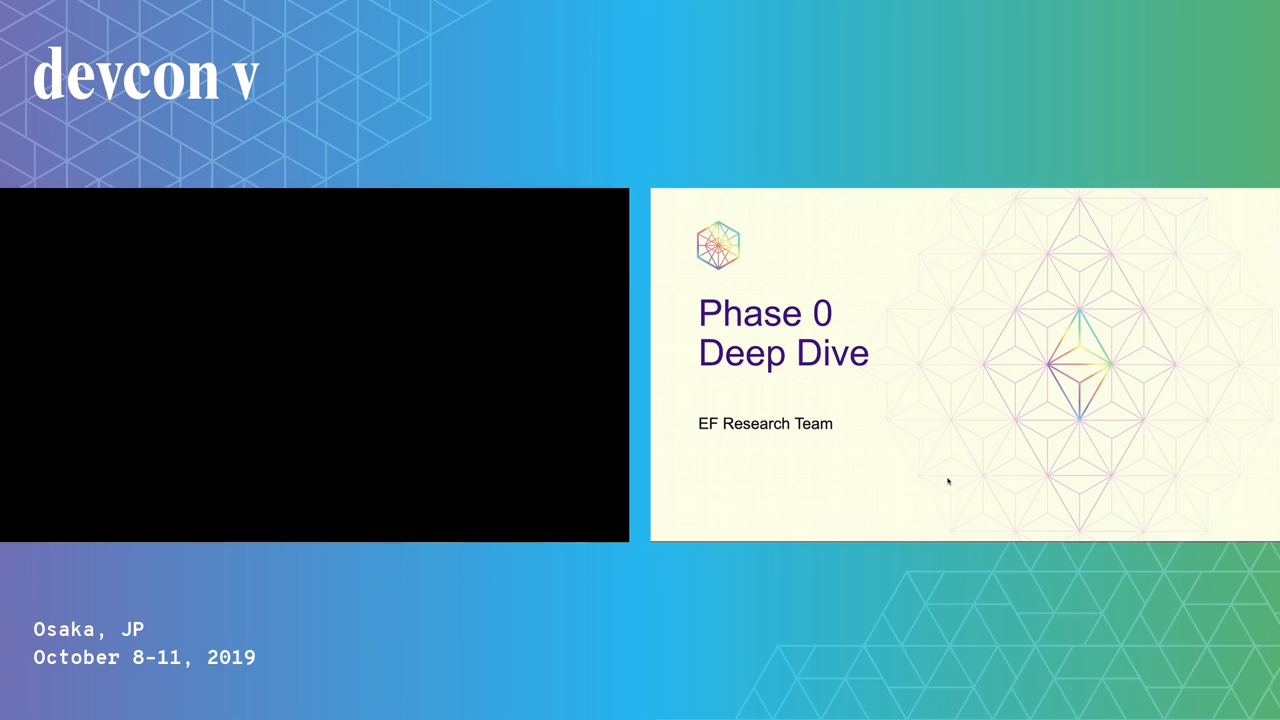 devcon v
Phase 0
Deep Dive
EF Research Team
Osaka, JP
October 8-11, 2019